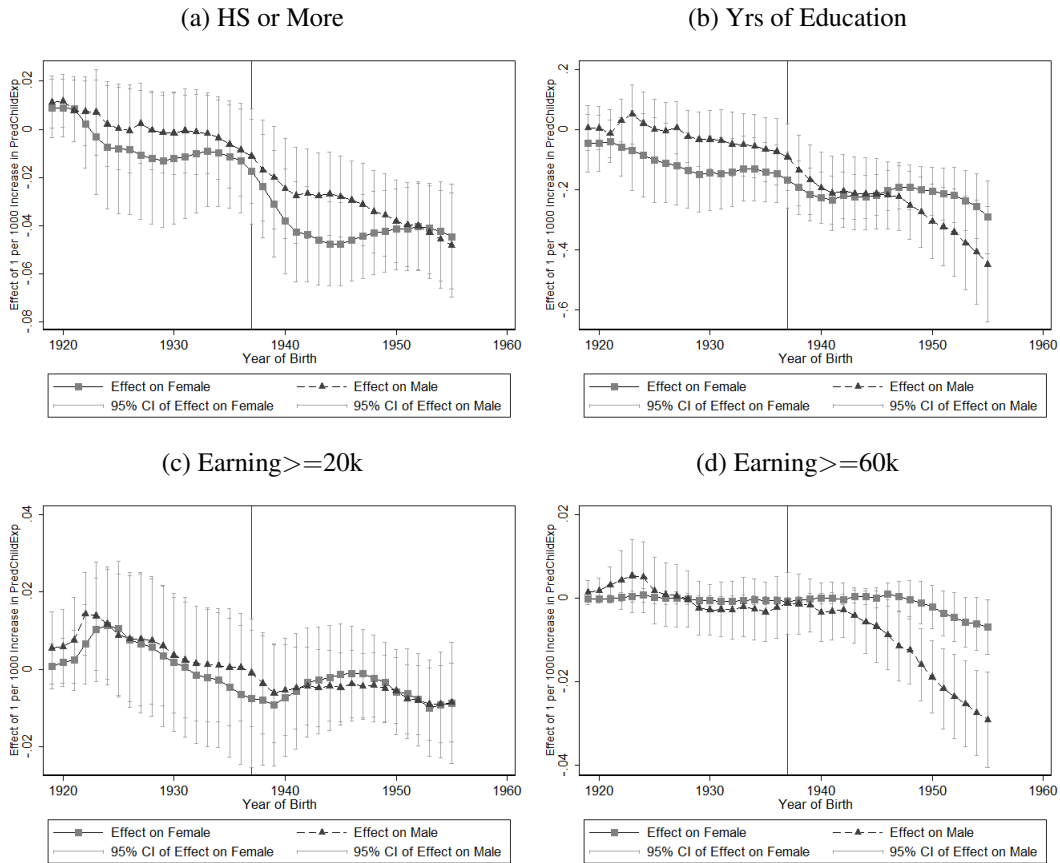 (a) HS or More
(b) Yrs of Education
Effect of 1 per 1000 Increase in PredChildExp
.02
0
-.02
-.04
-.06
-.08
1920 1930 1940 1950 1960
Year of Birth
Effect on Female Effect on Male
95% CI of Effect on Female 95% CI of Effect on Male
Effect of 1 per 1000 Increase in PredChildExp
.2
0
-.2
-.4
-.6
1920 1930 1940 1950 1960
Year of Birth
Effect on Female Effect on Male
95% CI of Effect on Female 95% CI of Effect on Male
(c) Earning>=20k
(d) Earning>=60k
Effect of 1 per 1000 Increase in PredChildExp
.04
.02
0
-.02
1920 1930 1940 1950 1960
Year of Birth
Effect on Female Effect on Male
95% CI of Effect on Female 95% CI of Effect on Male
Effect of 1 per 1000 Increase in PredChildExp
.02
0
-.02
-.04
1920 1930 1940 1950 1960
Year of Birth
Effect on Female Effect on Male
95% CI of Effect on Female 95% CI of Effect on Male